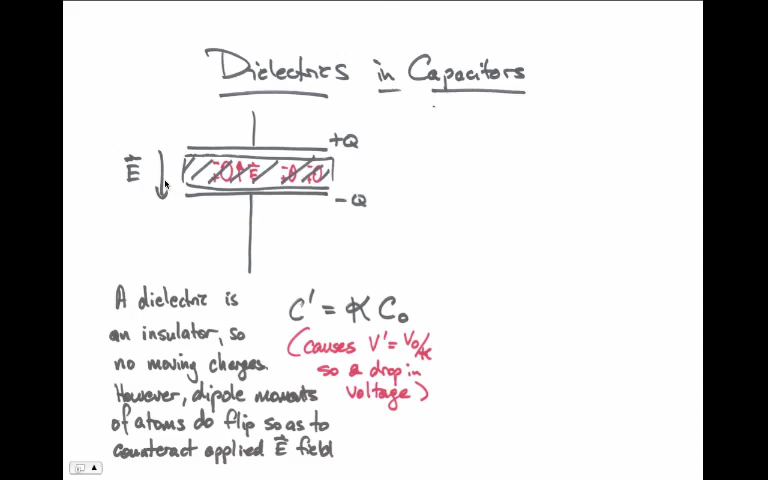 Dielectrics in Capacitors
+Q
E
E
-Q
A dielectric is
an insulator, so
no moving charges.
However, dipole moments
of atoms do flip so as to
counteract applied E field
C' = K C₀
(causes V' = V₀/K
so a drop in
voltage)